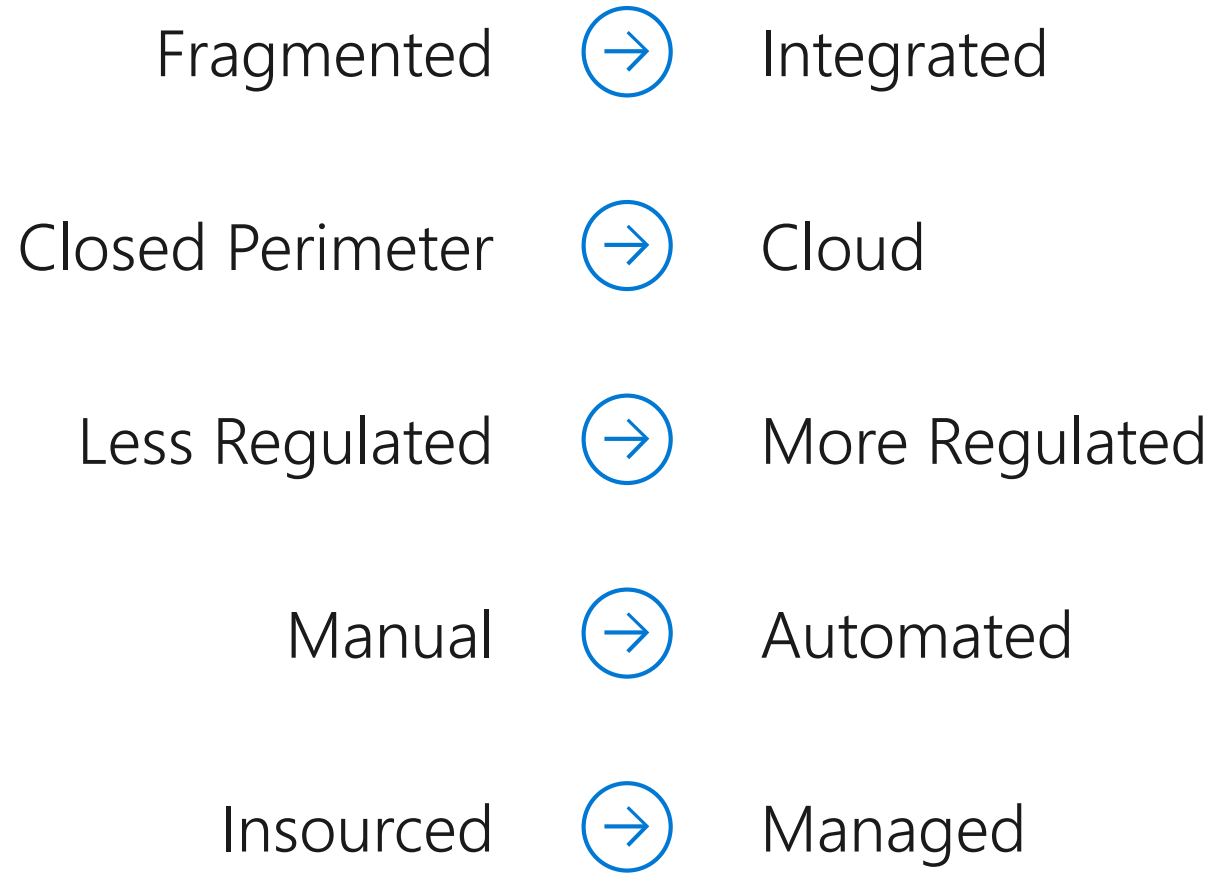 Fragmented → Integrated
Closed Perimeter → Cloud
Less Regulated → More Regulated
Manual → Automated
Insourced → Managed